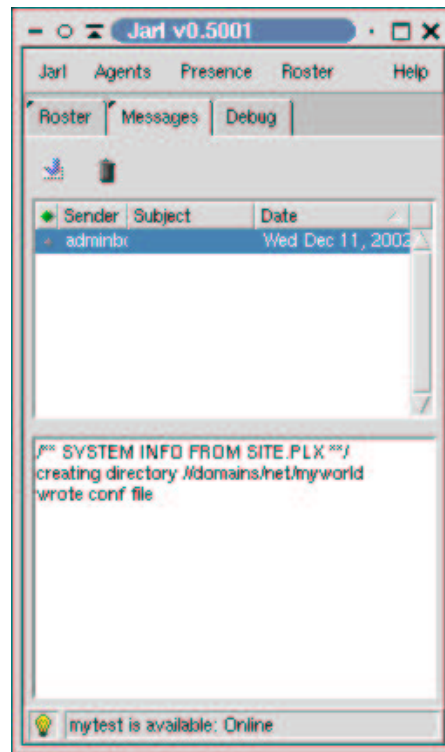 Jarl v0.5001
Jarl Agents Presence Roster Help
Roster Messages Debug
Sender Subject Date
adminbo Wed Dec 11, 2002
/** SYSTEM INFO FROM SITE.PLX **/
creating directory //domains/net/myworld
wrote conf file
mytest is available: Online